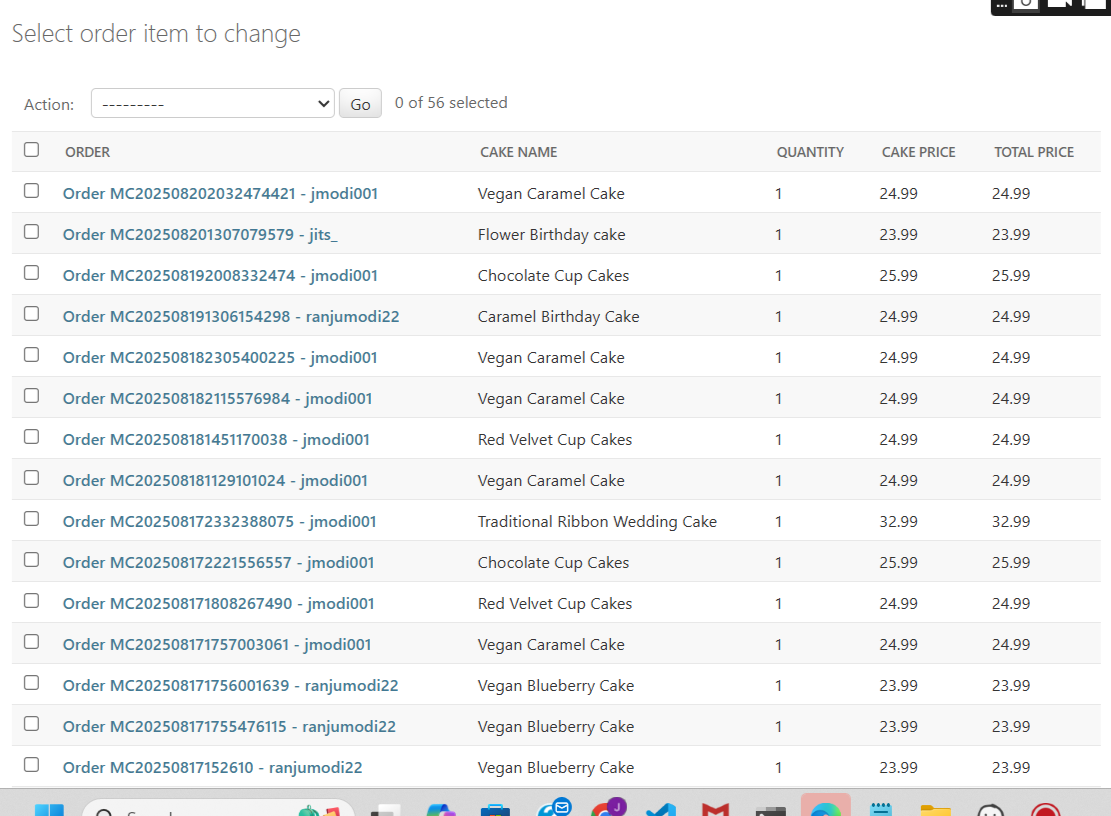 Select order item to change
Action: --------- Go 0 of 56 selected
ORDER CAKE NAME QUANTITY CAKE PRICE TOTAL PRICE
Order MC202508202032474421 - jmodi001 Vegan Caramel Cake 1 24.99 24.99
Order MC202508201307079579 - jits_ Flower Birthday cake 1 23.99 23.99
Order MC202508192008332474 - jmodi001 Chocolate Cup Cakes 1 25.99 25.99
Order MC202508191306154298 - ranjumodi22 Caramel Birthday Cake 1 24.99 24.99
Order MC202508182305400225 - jmodi001 Vegan Caramel Cake 1 24.99 24.99
Order MC202508182115576984 - jmodi001 Vegan Caramel Cake 1 24.99 24.99
Order MC202508181451170038 - jmodi001 Red Velvet Cup Cakes 1 24.99 24.99
Order MC202508181129101024 - jmodi001 Vegan Caramel Cake 1 24.99 24.99
Order MC202508172332388075 - jmodi001 Traditional Ribbon Wedding Cake 1 32.99 32.99
Order MC202508172221556557 - jmodi001 Chocolate Cup Cakes 1 25.99 25.99
Order MC202508171808267490 - jmodi001 Red Velvet Cup Cakes 1 24.99 24.99
Order MC202508171757003061 - jmodi001 Vegan Caramel Cake 1 24.99 24.99
Order MC202508171756001639 - ranjumodi22 Vegan Blueberry Cake 1 23.99 23.99
Order MC202508171755476115 - ranjumodi22 Vegan Blueberry Cake 1 23.99 23.99
Order MC20250817152610 - ranjumodi22 Vegan Blueberry Cake 1 23.99 23.99
J